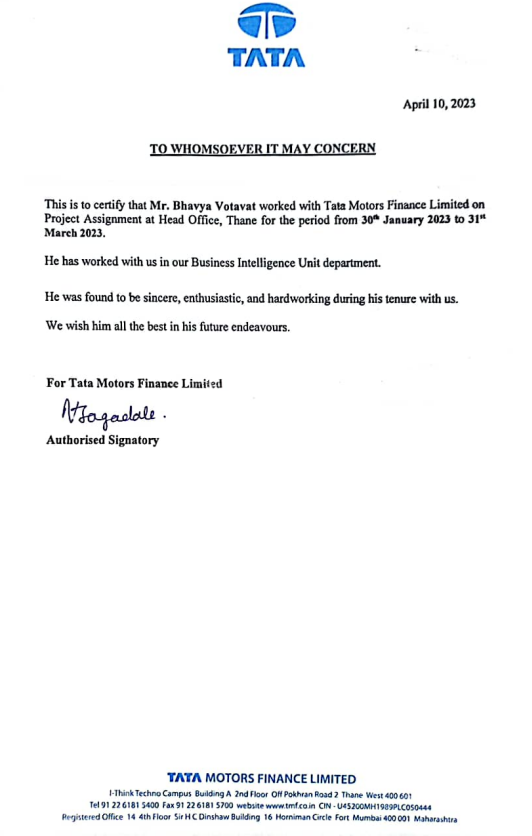 TATA
April 10, 2023
TO WHOMSOEVER IT MAY CONCERN
This is to certify that Mr. Bhavya Votavat worked with Tata Motors Finance Limited on
Project Assignment at Head Office, Thane for the period from 30th January 2023 to 31st
March 2023.
He has worked with us in our Business Intelligence Unit department.
He was found to be sincere, enthusiastic, and hardworking during his tenure with us.
We wish him all the best in his future endeavours.
For Tata Motors Finance Limited
Authorised Signatory
TATA MOTORS FINANCE LIMITED
I-Think Techno Campus Building A 2nd Floor Off Pokhran Road 2 Thane West 400 601
Tel 91 22 6181 5400 Fax 91 22 6181 5700 website www.tmf.co.in CIN - U45200MH1989PLC050444
Registered Office 14 4th Floor Sir H C Dinshaw Building 16 Horniman Circle Fort Mumbai 400 001 Maharashtra